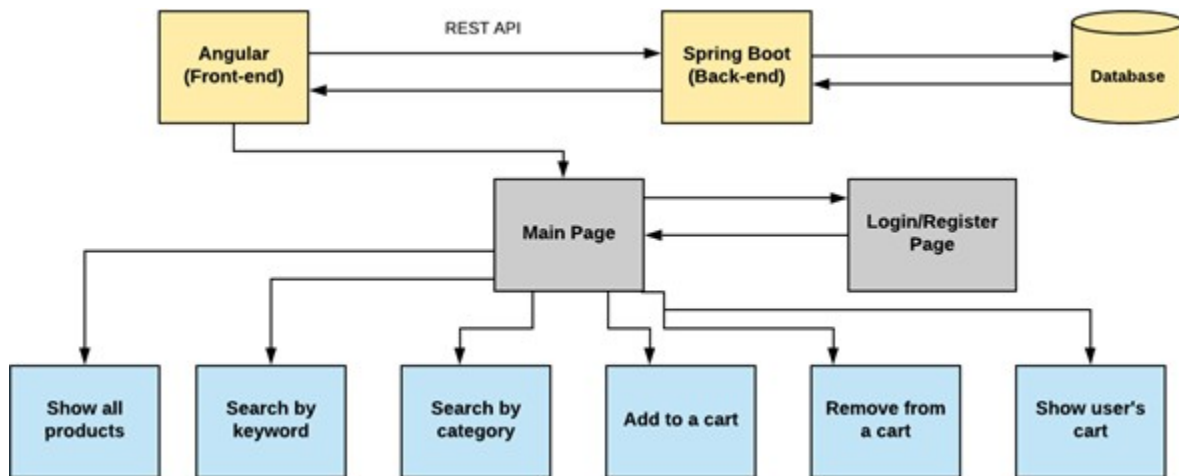 REST API
Angular
(Front-end)
Spring Boot
(Back-end)
Database
Main Page
Login/Register
Page
Show all
products
Search by
keyword
Search by
category
Add to a cart
Remove from
a cart
Show user's
cart